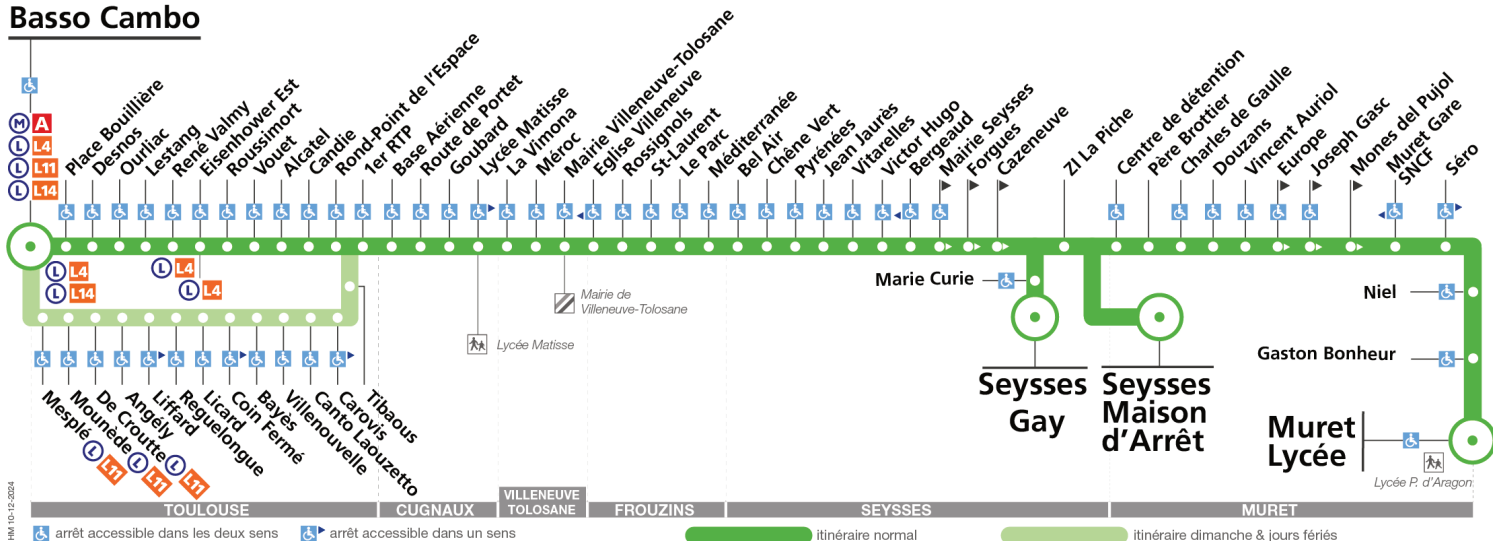 Basso Cambo
M A
L L4
L L11
L L14
Place Bouillière
Desnos
Ourliac
Lestang
René Valmy
Eisenhower Est
Roussimort
Vouet
Alcatel
Candie
Rond-Point de l'Espace
1er RTP
Base Aérienne
Route de Portet
Goubard
Lycée Matisse
La Vimona
Méroc
Mairie Villeneuve-Tolosane
Eglise Villeneuve
Rossignols
St-Laurent
Le Parc
Méditerranée
Bel Air
Chêne Vert
Pyrénées
Jean Jaurès
Vitarelles
Victor Hugo
Bergeaud
Mairie Seysses
Forgues
Cazeneuve
ZI La Piche
Centre de détention
Père Brottier
Charles de Gaulle
Douzans
Vincent Auriol
Europe
Joseph Gasc
Mones del Pujol
Muret Gare
SNCF
Séro
L L4
L L14
L L4
L L4
Marie Curie
Niel
Mairie de
Villeneuve-Tolosane
Lycée Matisse
Gaston Bonheur
Seysses
Gay
Seysses
Maison
d'Arrêt
Muret
Lycée
Lycée P. d'Aragon
Mesplé L L11
Mounède L L11
De Croutte L L11
Angély
Liffard
Reguelongue
Licard
Coin Fermé
Bayès
Villenouvelle
Canto Laouzetto
Carovis
Tibaous
TOULOUSE
CUGNAUX
VILLENEUVE
TOLOSANE
FROUZINS
SEYSSES
MURET
HM 10-12-2024
arrêt accessible dans les deux sens
arrêt accessible dans un sens
itinéraire normal
itinéraire dimanche & jours fériés